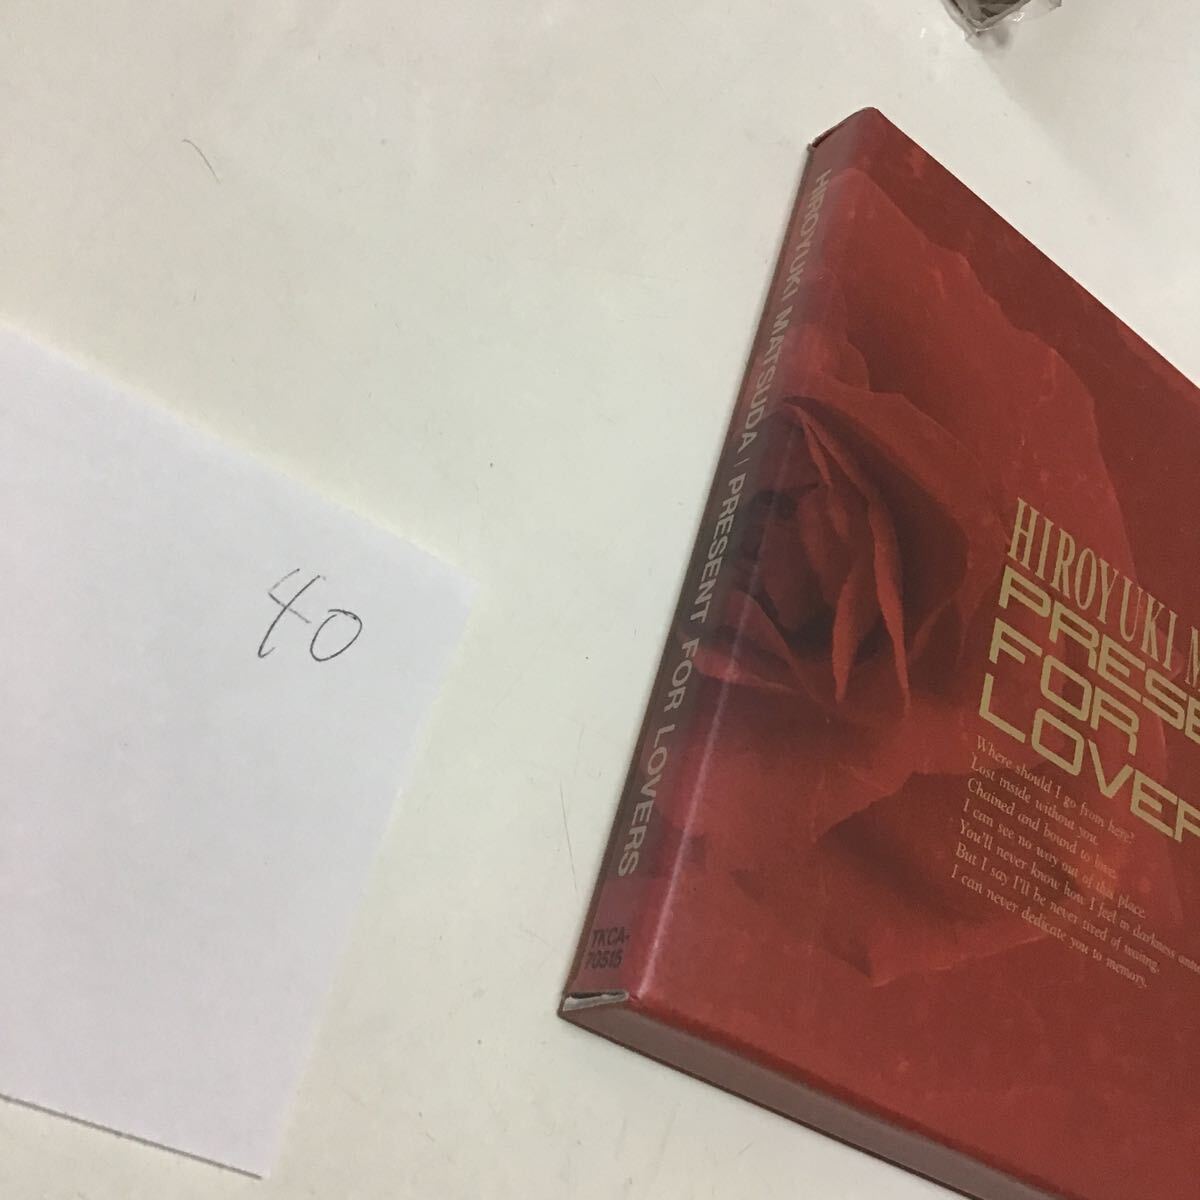 40
HIROYUKI MATSUDA / PRESENT FOR LOVERS
TKCA-
70515
HIROYUKI
PRESE
FOR
LOVER
Where should I go from here?
Lost inside without you.
Chained and bound to love.
I can see no way out of this place.
You'll never know how I feel in darkness
But I say I'll be never tired of waiting,
I can never dedicate you to memory.